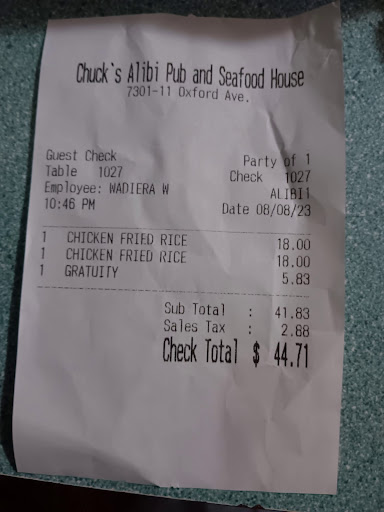 Chuck`s Alibi Pub and Seafood House
7301-11 Oxford Ave.
Guest Check Party of 1
Table 1027 Check 1027
Employee: WADIERA W ALIBI1
10:46 PM Date 08/08/23
1 CHICKEN FRIED RICE 18.00
1 CHICKEN FRIED RICE 18.00
1 GRATUITY 5.83
Sub Total : 41.83
Sales Tax : 2.88
Check Total $ 44.71